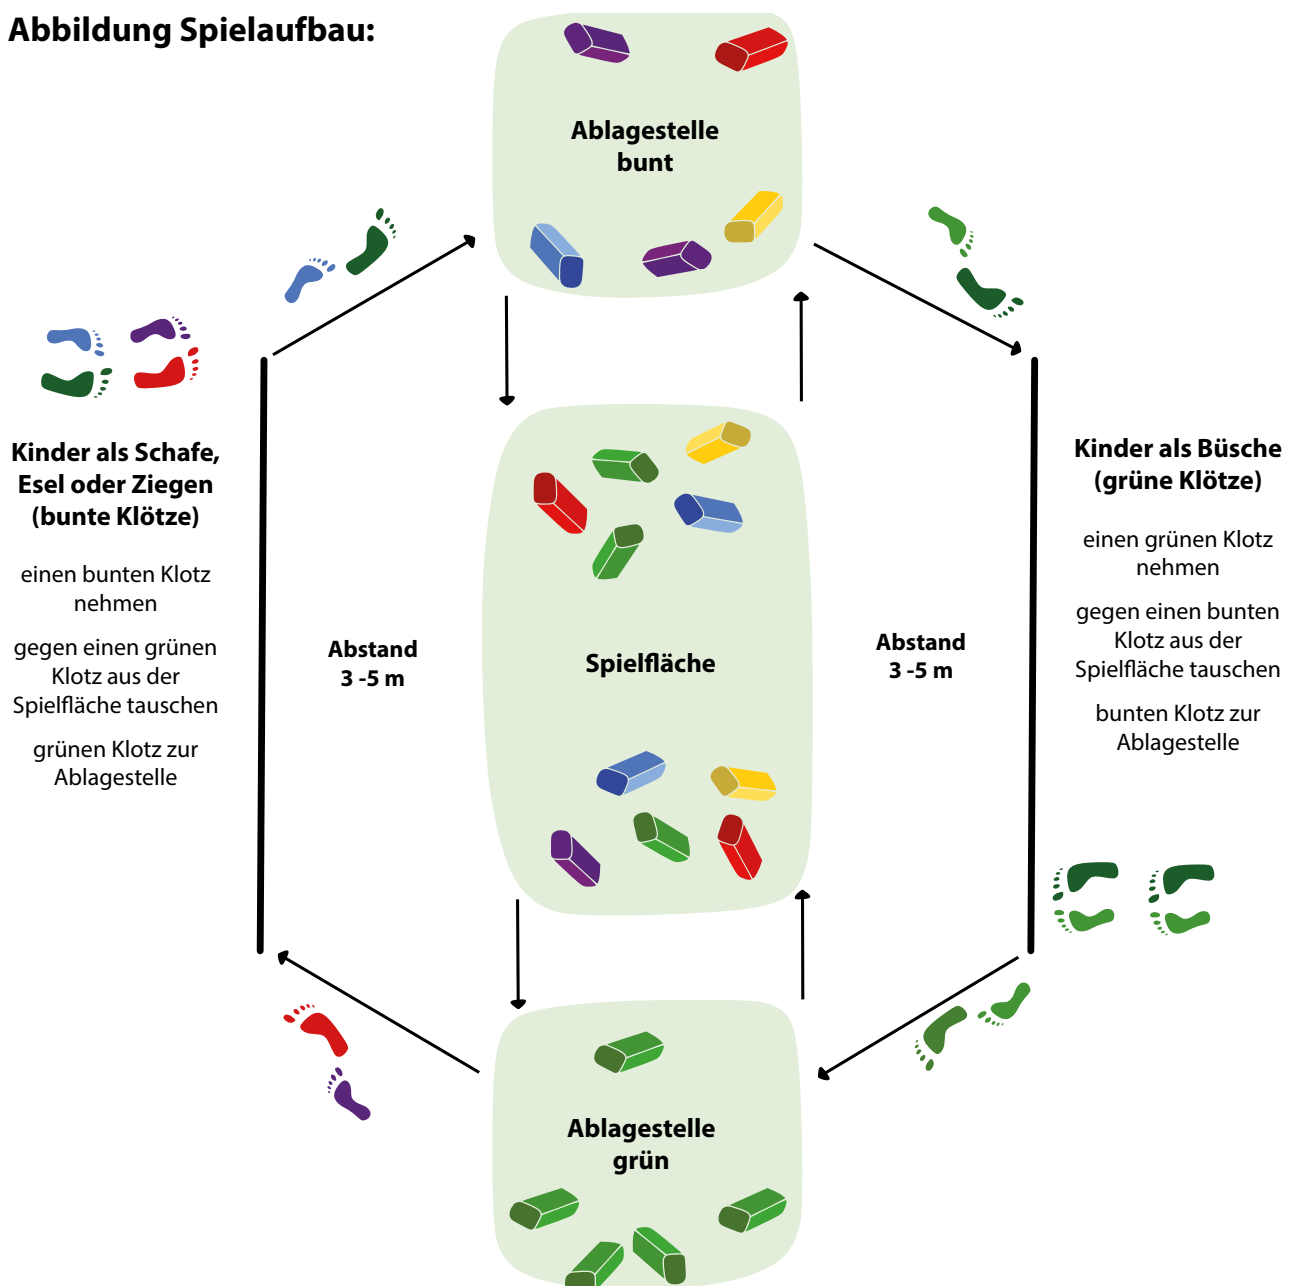 Abbildung Spielaufbau:
Ablagestelle
bunt
Kinder als Schafe,
Esel oder Ziegen
(bunte Klötze)
einen bunten Klotz
nehmen
gegen einen grünen
Klotz aus der
Spielfläche tauschen
grünen Klotz zur
Ablagestelle
Abstand
3 -5 m
Spielfläche
Abstand
3 -5 m
Kinder als Büsche
(grüne Klötze)
einen grünen Klotz
nehmen
gegen einen bunten
Klotz aus der
Spielfläche tauschen
bunten Klotz zur
Ablagestelle
Ablagestelle
grün